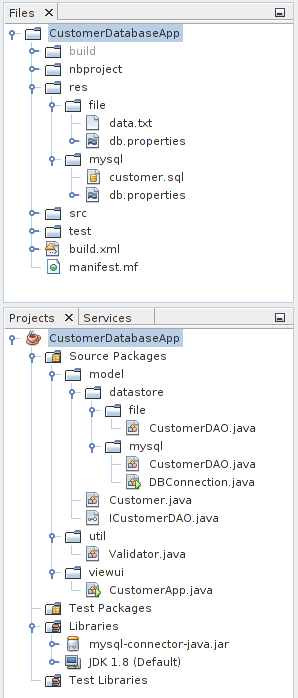 Files
CustomerDatabaseApp
build
nbproject
res
file
data.txt
db.properties
mysql
customer.sql
db.properties
src
test
build.xml
manifest.mf
Projects Services
CustomerDatabaseApp
Source Packages
model
datastore
file
CustomerDAO.java
mysql
CustomerDAO.java
DBConnection.java
Customer.java
ICustomerDAO.java
util
Validator.java
viewui
CustomerApp.java
Test Packages
Libraries
mysql-connector-java.jar
JDK 1.8 (Default)
Test Libraries